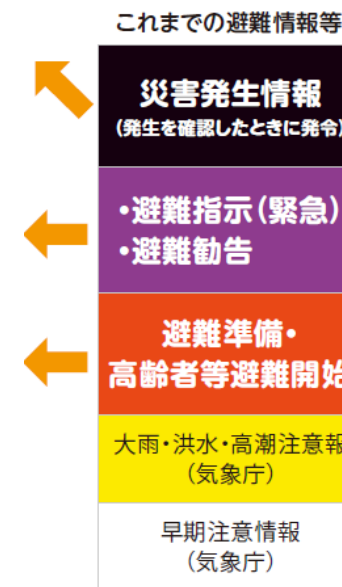 これまでの避難情報等
災害発生情報
(発生を確認したときに発令)
・避難指示(緊急)
・避難勧告
避難準備・
高齢者等避難開始
大雨・洪水・高潮注意報
(気象庁)
早期注意情報
(気象庁)